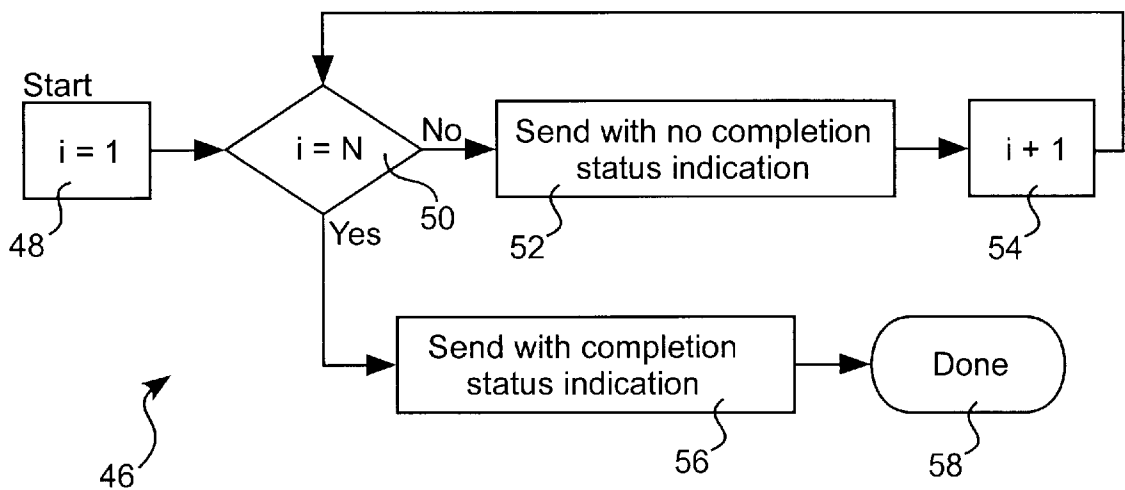 Start
i = 1
48
i = N
No
50
Yes
Send with no completion
status indication
52
i + 1
54
Send with completion
status indication
56
Done
58
46